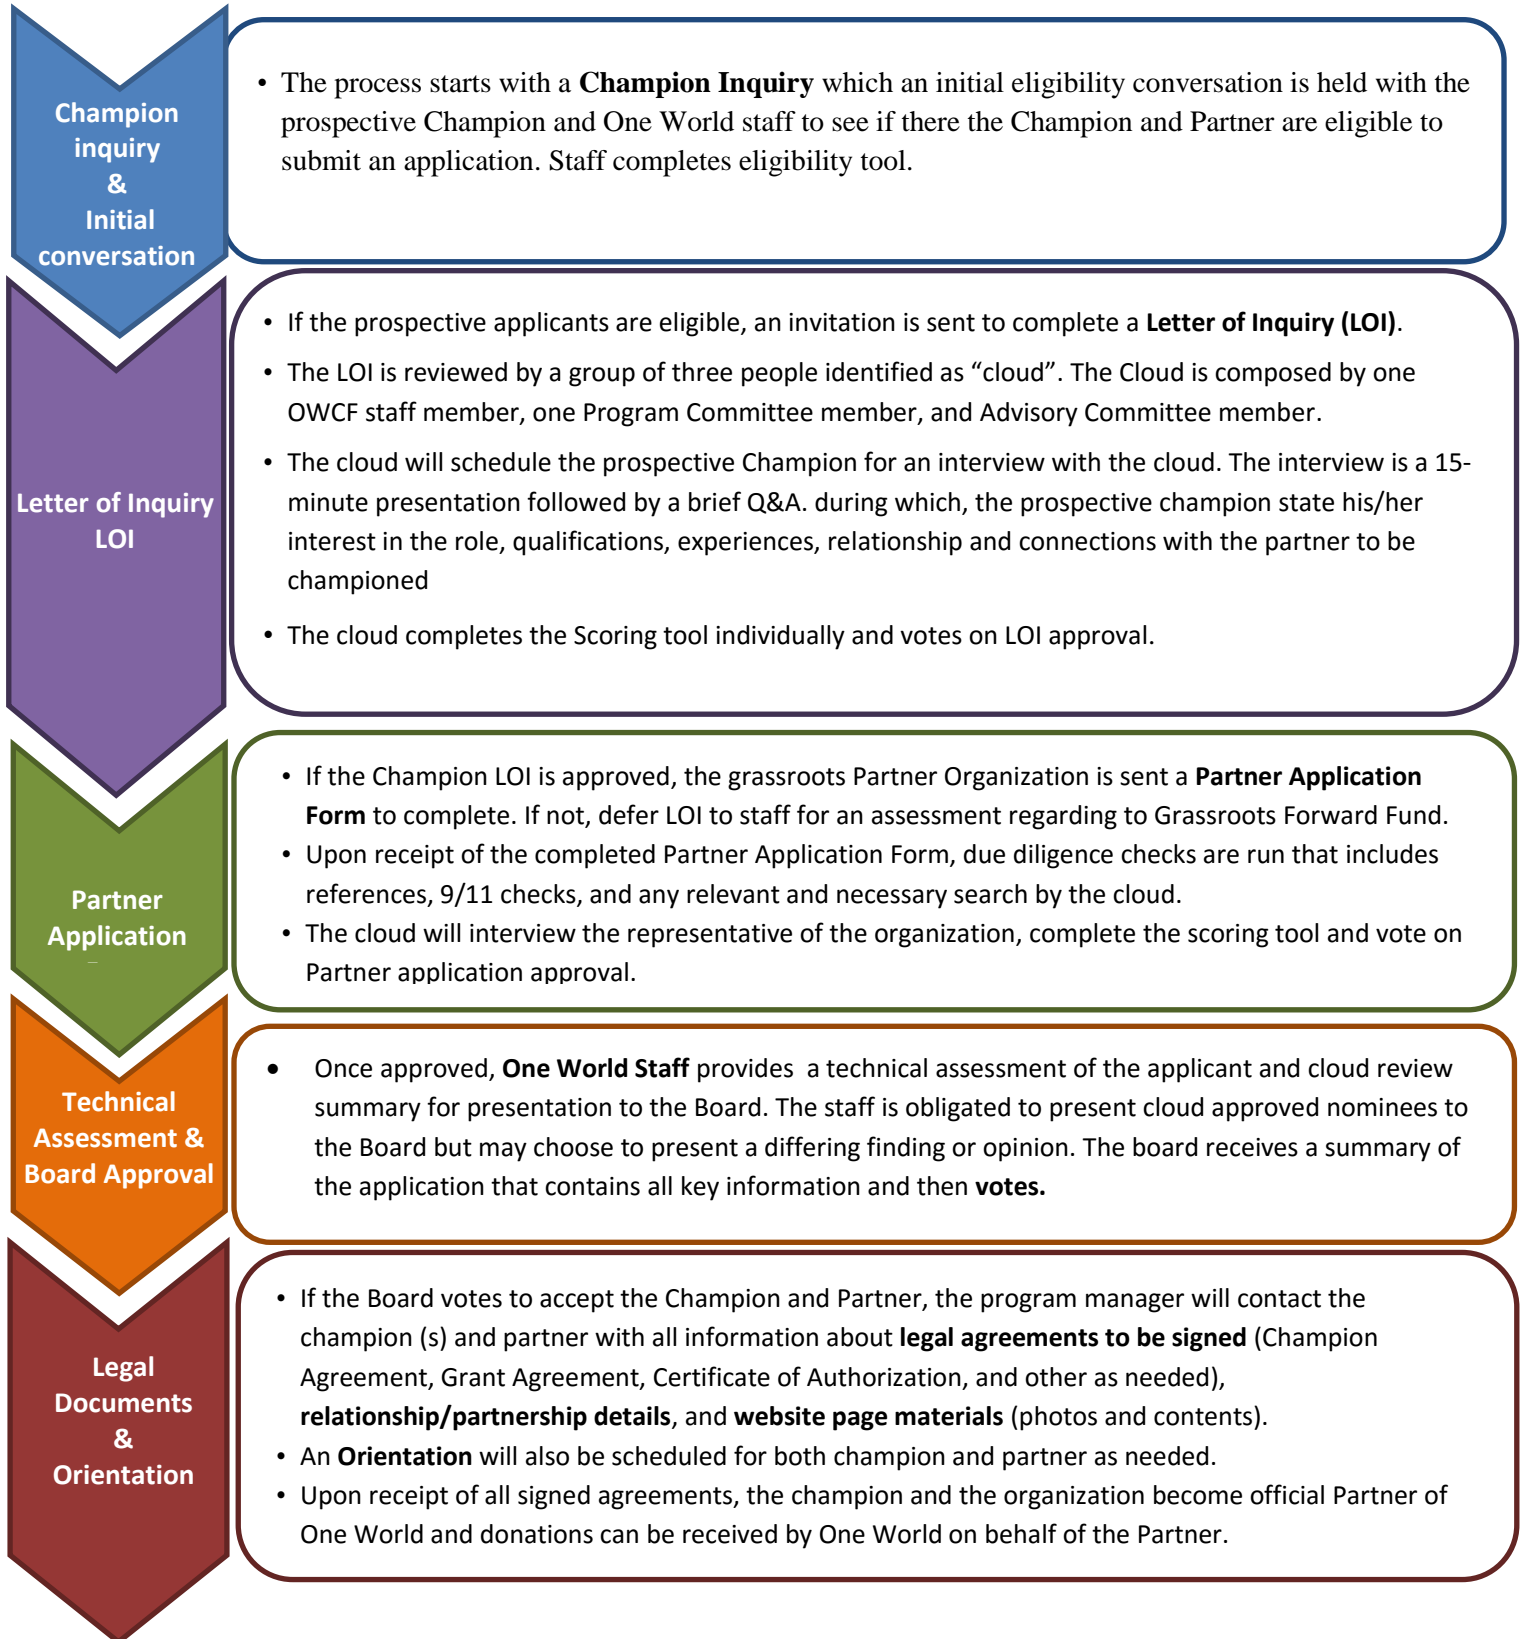 Champion
inquiry
&
Initial
conversation
• The process starts with a Champion Inquiry which an initial eligibility conversation is held with the
prospective Champion and One World staff to see if there the Champion and Partner are eligible to
submit an application. Staff completes eligibility tool.
Letter of Inquiry
LOI
• If the prospective applicants are eligible, an invitation is sent to complete a Letter of Inquiry (LOI).
• The LOI is reviewed by a group of three people identified as “cloud”. The Cloud is composed by one
OWCF staff member, one Program Committee member, and Advisory Committee member.
• The cloud will schedule the prospective Champion for an interview with the cloud. The interview is a 15-
minute presentation followed by a brief Q&A. during which, the prospective champion state his/her
interest in the role, qualifications, experiences, relationship and connections with the partner to be
championed
• The cloud completes the Scoring tool individually and votes on LOI approval.
Partner
Application
• If the Champion LOI is approved, the grassroots Partner Organization is sent a Partner Application
Form to complete. If not, defer LOI to staff for an assessment regarding to Grassroots Forward Fund.
• Upon receipt of the completed Partner Application Form, due diligence checks are run that includes
references, 9/11 checks, and any relevant and necessary search by the cloud.
• The cloud will interview the representative of the organization, complete the scoring tool and vote on
Partner application approval.
Technical
Assessment &
Board Approval
• Once approved, One World Staff provides a technical assessment of the applicant and cloud review
summary for presentation to the Board. The staff is obligated to present cloud approved nominees to
the Board but may choose to present a differing finding or opinion. The board receives a summary of
the application that contains all key information and then votes.
Legal
Documents
&
Orientation
• If the Board votes to accept the Champion and Partner, the program manager will contact the
champion (s) and partner with all information about legal agreements to be signed (Champion
Agreement, Grant Agreement, Certificate of Authorization, and other as needed),
relationship/partnership details, and website page materials (photos and contents).
• An Orientation will also be scheduled for both champion and partner as needed.
• Upon receipt of all signed agreements, the champion and the organization become official Partner of
One World and donations can be received by One World on behalf of the Partner.